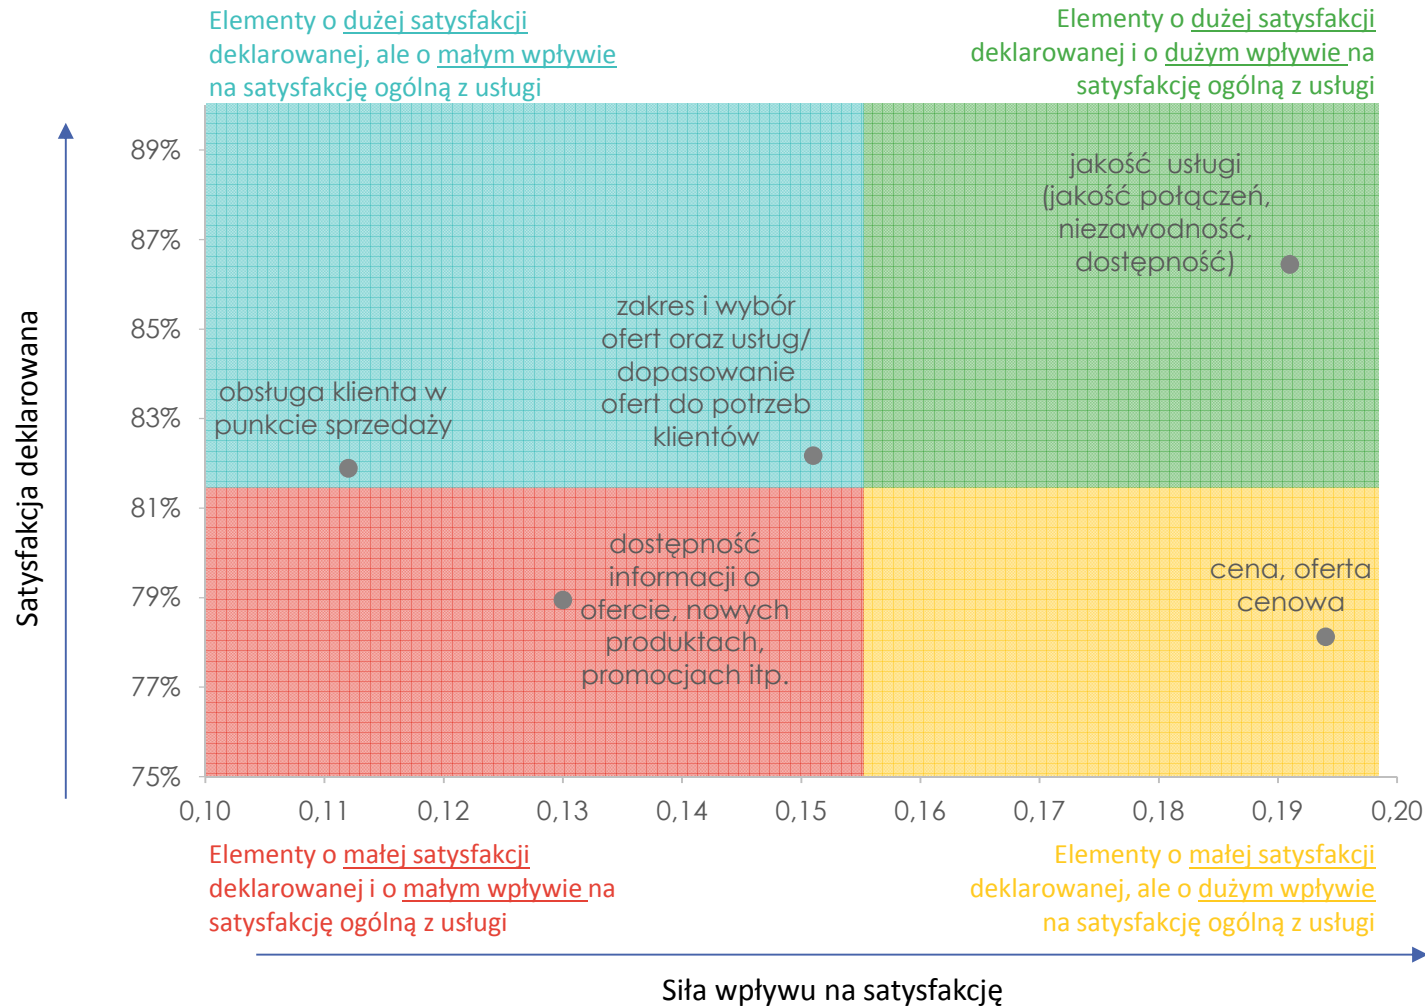 Elementy o dużej satysfakcji
deklarowanej, ale o małym wpływie
na satysfakcję ogólną z usługi
Elementy o dużej satysfakcji
deklarowanej i o dużym wpływie na
satysfakcję ogólną z usługi
Satysfakcja deklarowana
89%
87%
85%
83%
81%
79%
77%
75%
jakość usługi
(jakość połączeń,
niezawodność,
dostępność)
zakres i wybór
ofert oraz usług/
dopasowanie
ofert do potrzeb
klientów
obsługa klienta w
punkcie sprzedaży
dostępność
informacji o
ofercie, nowych
produktach,
promocjach itp.
cena, oferta
cenowa
0,10
0,11
0,12
0,13
0,14
0,15
0,16
0,17
0,18
0,19
0,20
Elementy o małej satysfakcji
deklarowanej i o małym wpływie na
satysfakcję ogólną z usługi
Elementy o małej satysfakcji
deklarowanej, ale o dużym wpływie
na satysfakcję ogólną z usługi
Siła wpływu na satysfakcję